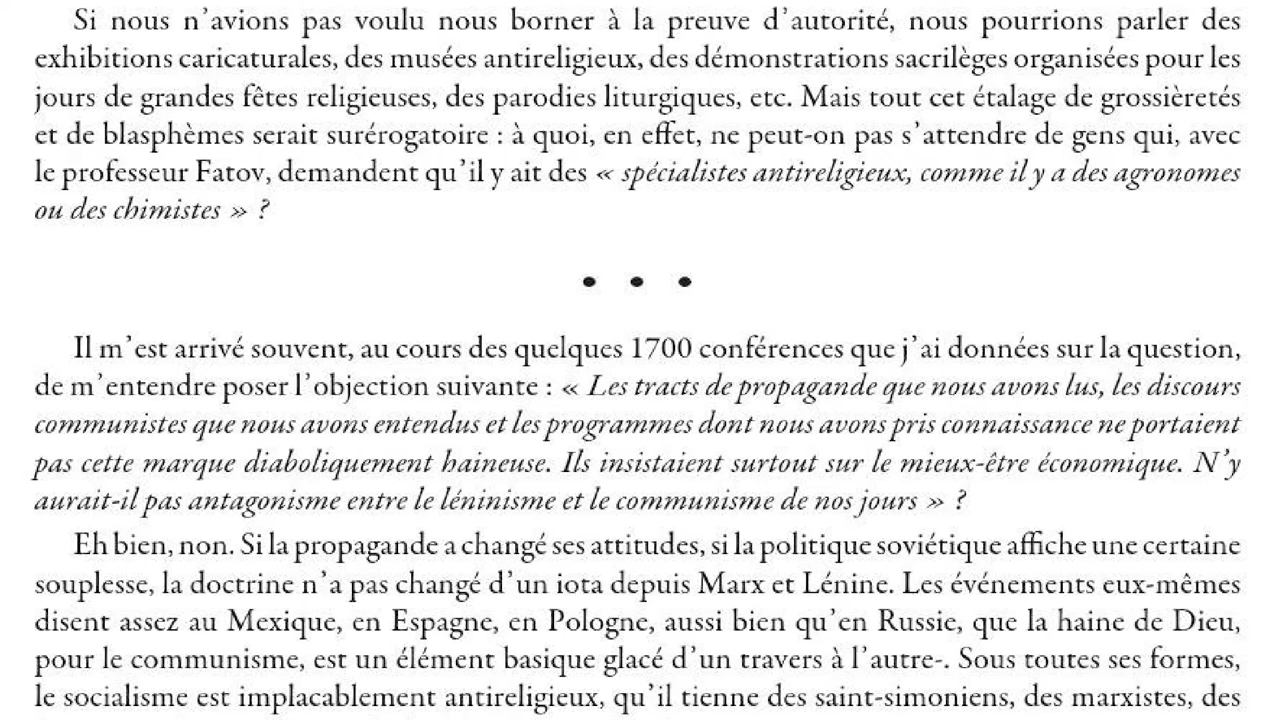 Si nous n’avions pas voulu nous borner à la preuve d’autorité, nous pourrions parler des
exhibitions caricaturales, des musées antireligieux, des démonstrations sacrilèges organisées pour les
jours de grandes fêtes religieuses, des parodies liturgiques, etc. Mais tout cet étalage de grossièretés
et de blasphèmes serait surérogatoire : à quoi, en effet, ne peut-on pas s’attendre de gens qui, avec
le professeur Fatov, demandent qu’il y ait des « spécialistes antireligieux, comme il y a des agronomes
ou des chimistes » ?
• • •
Il m’est arrivé souvent, au cours des quelques 1700 conférences que j’ai données sur la question,
de m’entendre poser l’objection suivante : « Les tracts de propagande que nous avons lus, les discours
communistes que nous avons entendus et les programmes dont nous avons pris connaissance ne portaient
pas cette marque diaboliquement haineuse. Ils insistaient surtout sur le mieux-être économique. N’y
aurait-il pas antagonisme entre le léninisme et le communisme de nos jours » ?
Eh bien, non. Si la propagande a changé ses attitudes, si la politique soviétique affiche une certaine
souplesse, la doctrine n’a pas changé d’un iota depuis Marx et Lénine. Les événements eux-mêmes
disent assez au Mexique, en Espagne, en Pologne, aussi bien qu’en Russie, que la haine de Dieu,
pour le communisme, est un élément basique glacé d’un travers à l’autre-. Sous toutes ses formes,
le socialisme est implacablement antireligieux, qu’il tienne des saint-simoniens, des marxistes, des